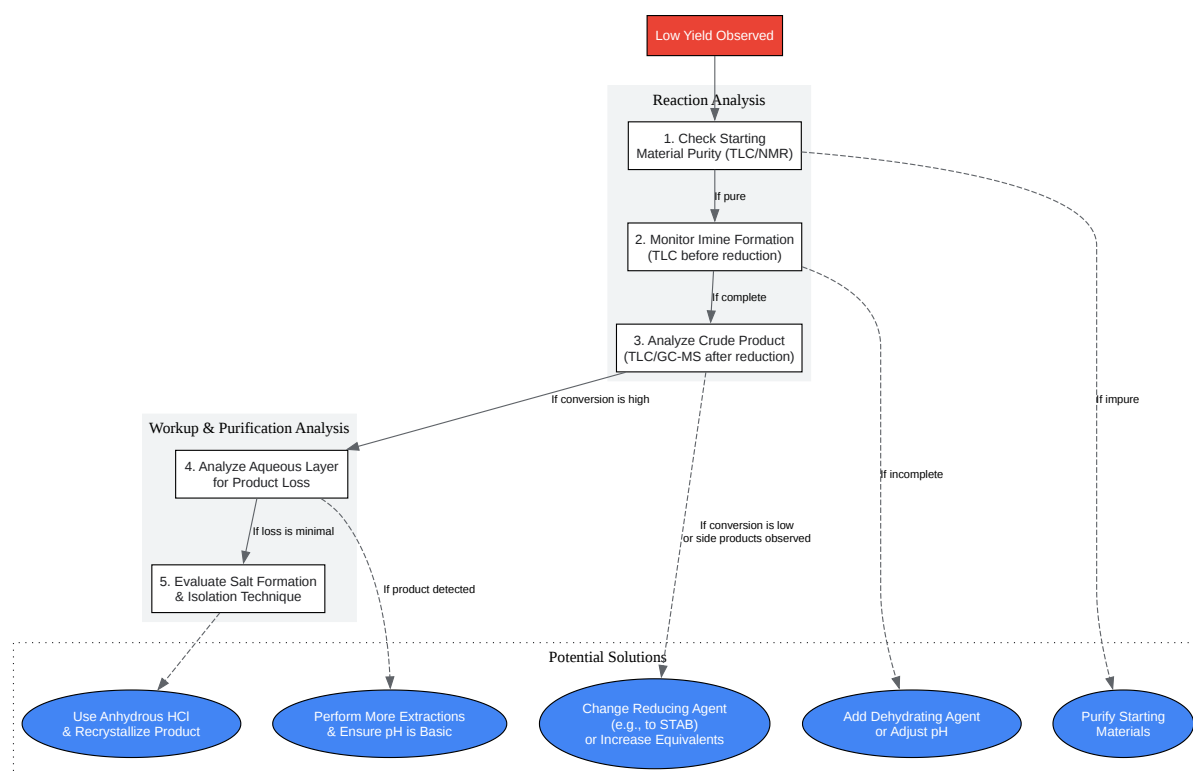 Low Yield Observed
Reaction Analysis
1. Check Starting
Material Purity (TLC/NMR)
If pure
2. Monitor Imine Formation
(TLC before reduction)
If complete
3. Analyze Crude Product
(TLC/GC-MS after reduction)
If conversion is high
If impure
Workup & Purification Analysis
4. Analyze Aqueous Layer
for Product Loss
If incomplete
If loss is minimal
If conversion is low
or side products observed
5. Evaluate Salt Formation
& Isolation Technique
If product detected
Potential Solutions
Use Anhydrous HCl
& Recrystallize Product
Perform More Extractions
& Ensure pH is Basic
Change Reducing Agent
(e.g., to STAB)
or Increase Equivalents
Add Dehydrating Agent
or Adjust pH
Purify Starting
Materials